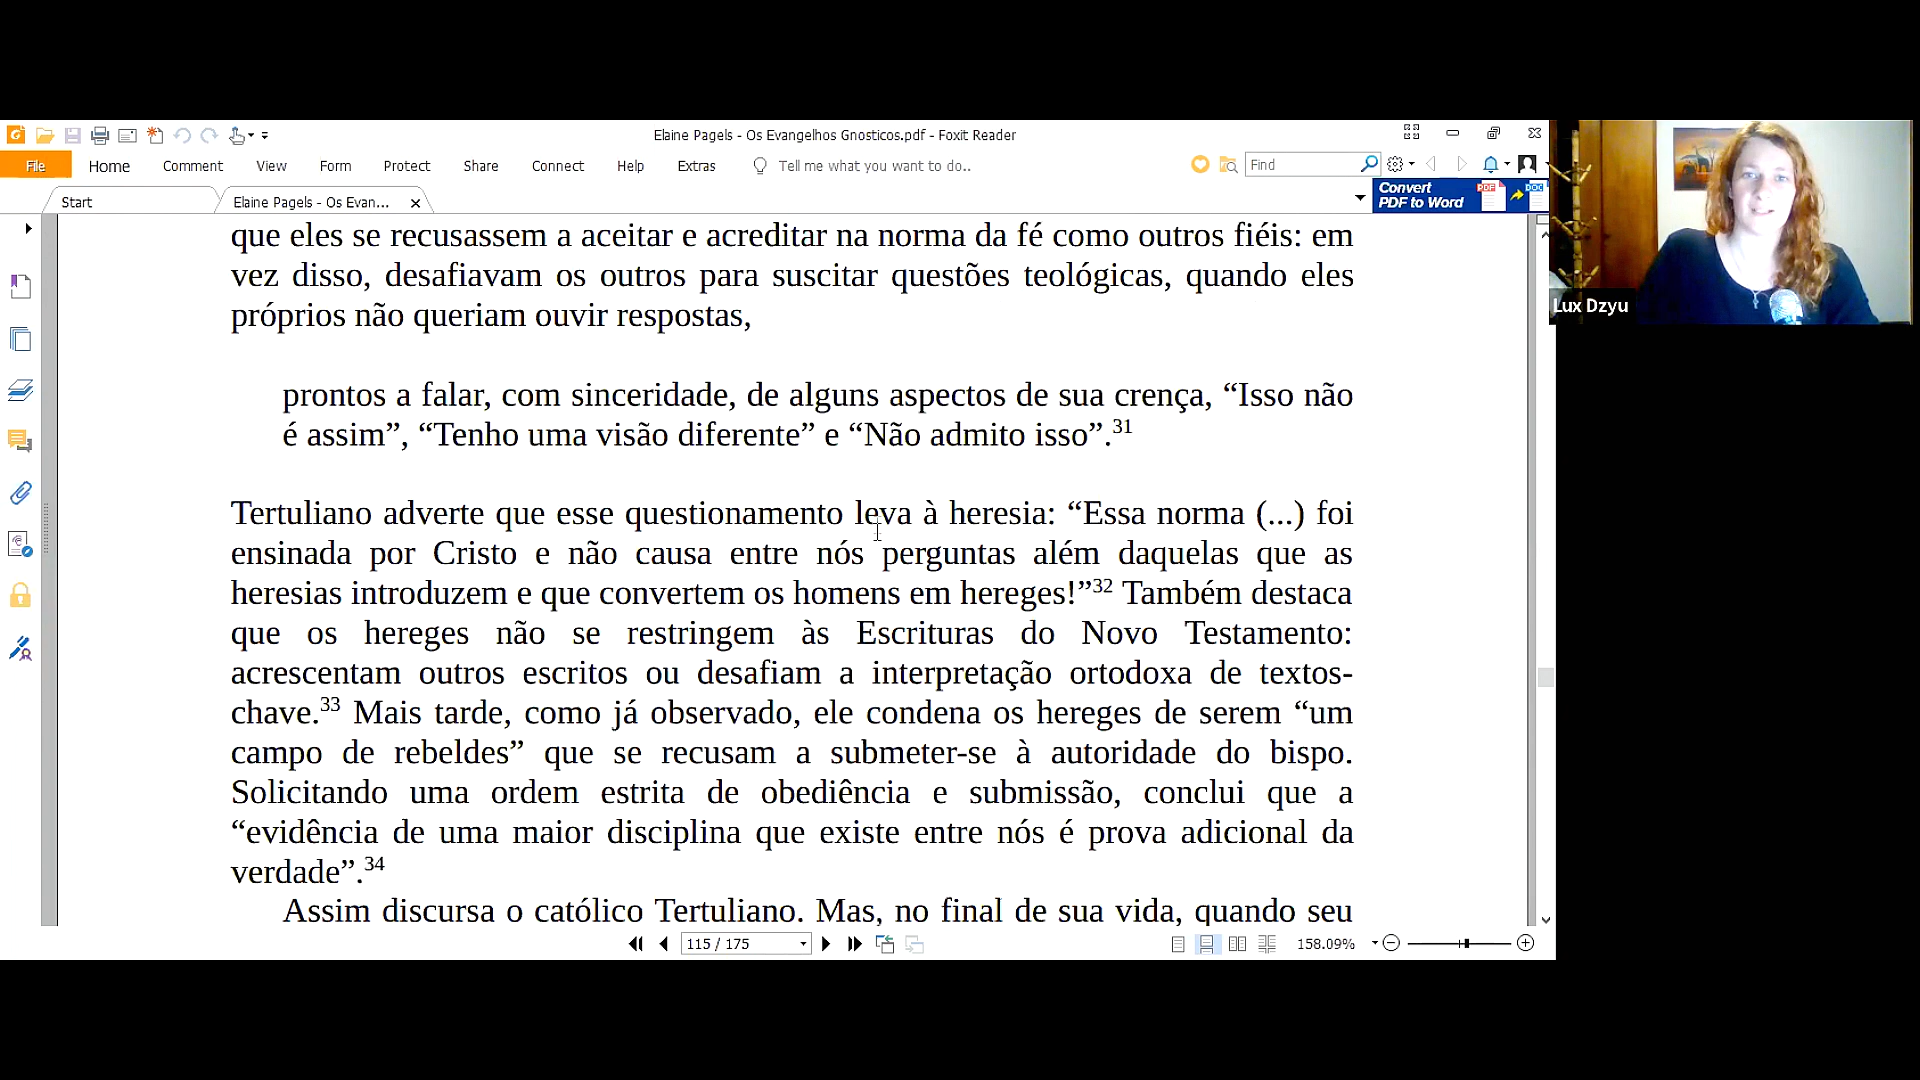 Elaine Pagels - Os Evangelhos Gnosticos.pdf - Foxit Reader
File Home Comment View Form Protect Share Connect Help Extras Tell me what you want to do.. Find
Convert
PDF to Word
PDF
DOC
Start Elaine Pagels - Os Evan...
que eles se recusassem a aceitar e acreditar na norma da fé como outros fiéis: em
vez disso, desafiavam os outros para suscitar questões teológicas, quando eles
próprios não queriam ouvir respostas,
prontos a falar, com sinceridade, de alguns aspectos de sua crença, “Isso não
é assim”, “Tenho uma visão diferente” e “Não admito isso”.31
Tertuliano adverte que esse questionamento leva à heresia: “Essa norma (...) foi
ensinada por Cristo e não causa entre nós perguntas além daquelas que as
heresias introduzem e que convertem os homens em hereges!”32 Também destaca
que os hereges não se restringem às Escrituras do Novo Testamento:
acrescentam outros escritos ou desafiam a interpretação ortodoxa de textos-
chave.33 Mais tarde, como já observado, ele condena os hereges de serem “um
campo de rebeldes” que se recusam a submeter-se à autoridade do bispo.
Solicitando uma ordem estrita de obediência e submissão, conclui que a
“evidência de uma maior disciplina que existe entre nós é prova adicional da
verdade”.34
Assim discursa o católico Tertuliano. Mas, no final de sua vida, quando seu
115 / 175
158.09%
Lux Dzyu